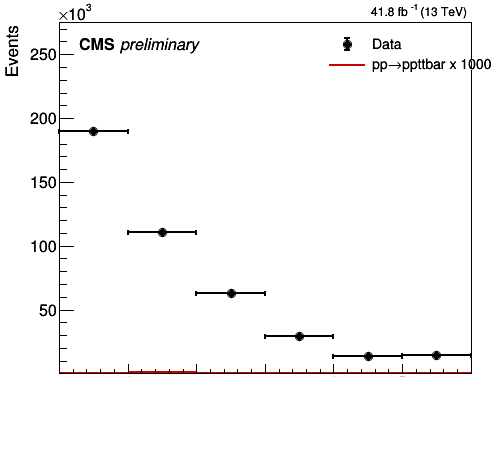 ×10³
41.8 fb⁻¹ (13 TeV)
Events
CMS preliminary
Data
pp→ppttbar x 1000
250
200
150
100
50